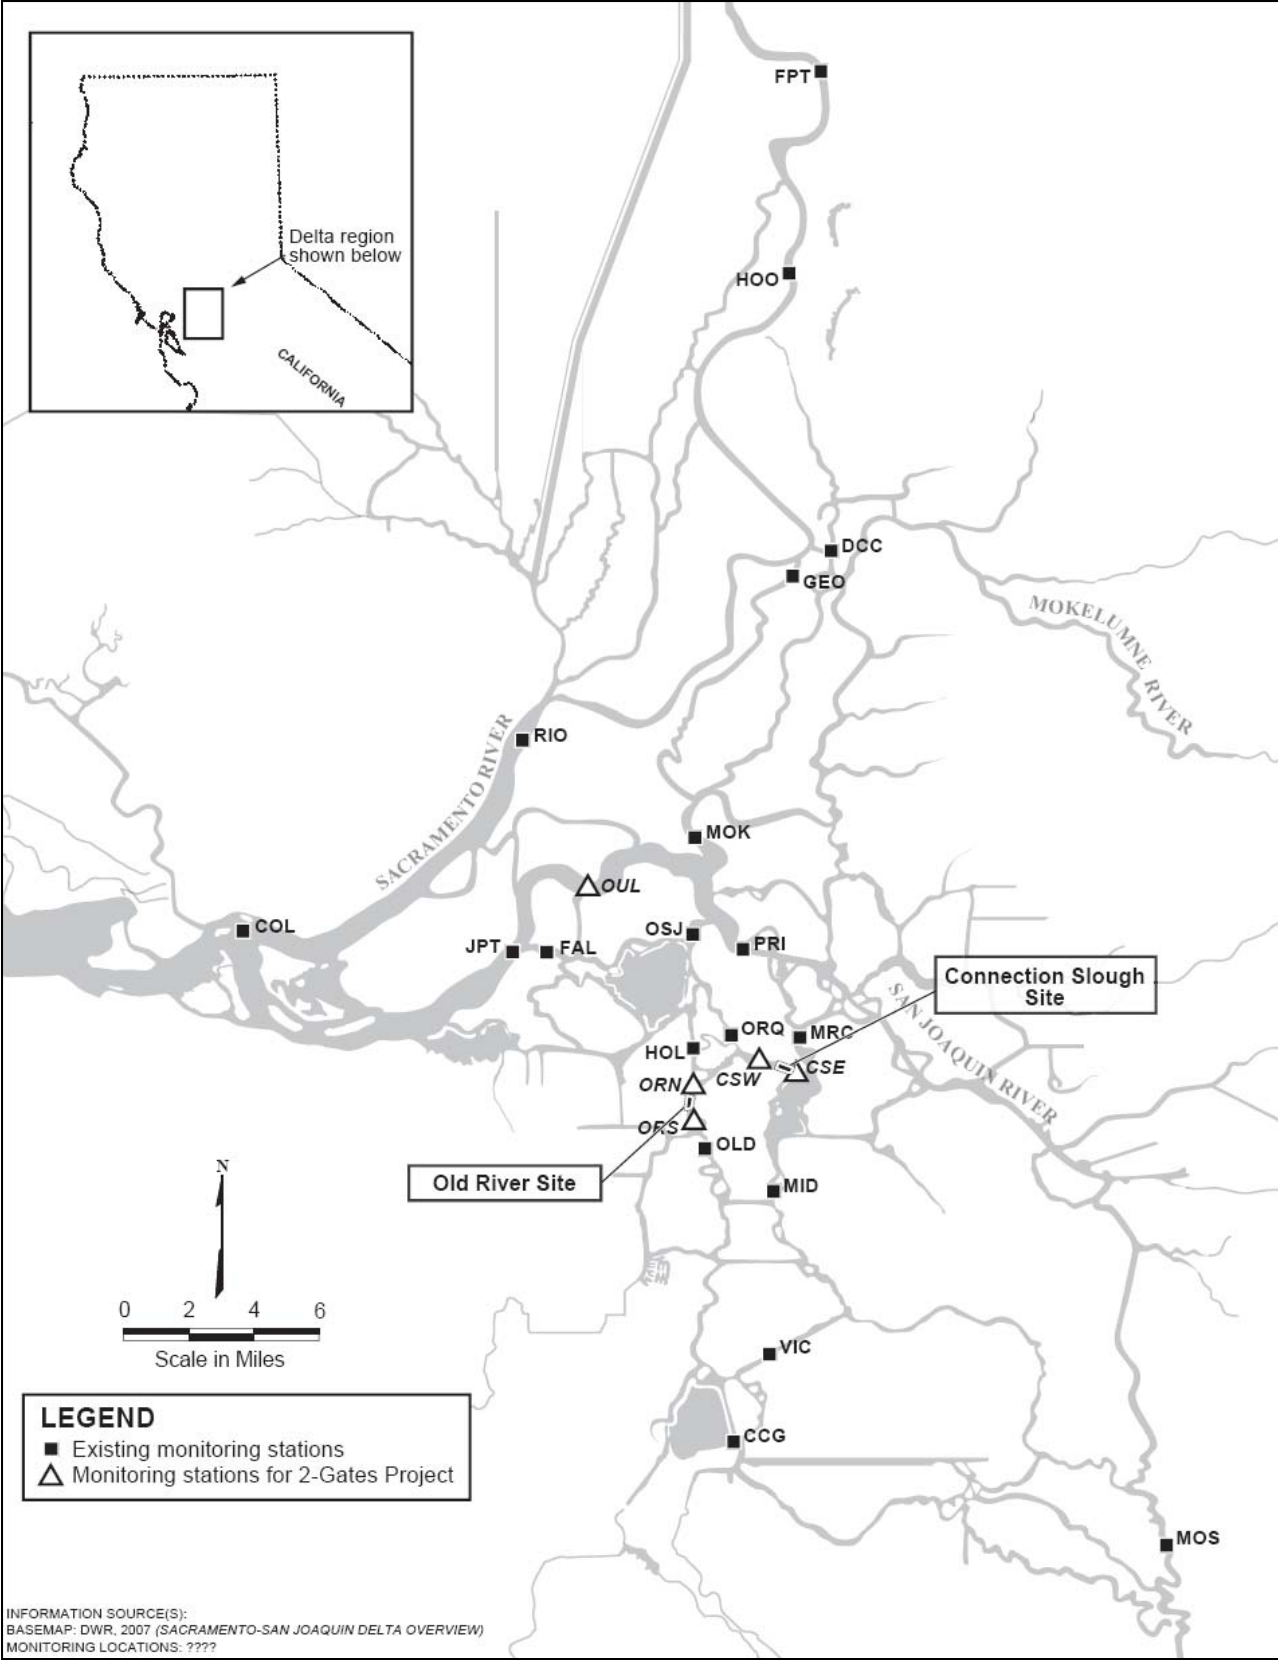 FPT
Delta region
shown below
CALIFORNIA
HOO
DCC
GEO
MOKELUMNE RIVER
RIO
SACRAMENTO RIVER
MOK
OUL
COL
OSJ
JPT
FAL
PRI
Connection Slough
Site
SAN JOAQUIN RIVER
ORQ
MRC
HOL
CSW
CSE
ORN
ORS
OLD
Old River Site
MID
N
0 2 4 6
Scale in Miles
VIC
LEGEND
Existing monitoring stations
Monitoring stations for 2-Gates Project
CCG
MOS
INFORMATION SOURCE(S):
BASEMAP: DWR, 2007 (SACRAMENTO-SAN JOAQUIN DELTA OVERVIEW)
MONITORING LOCATIONS: ????